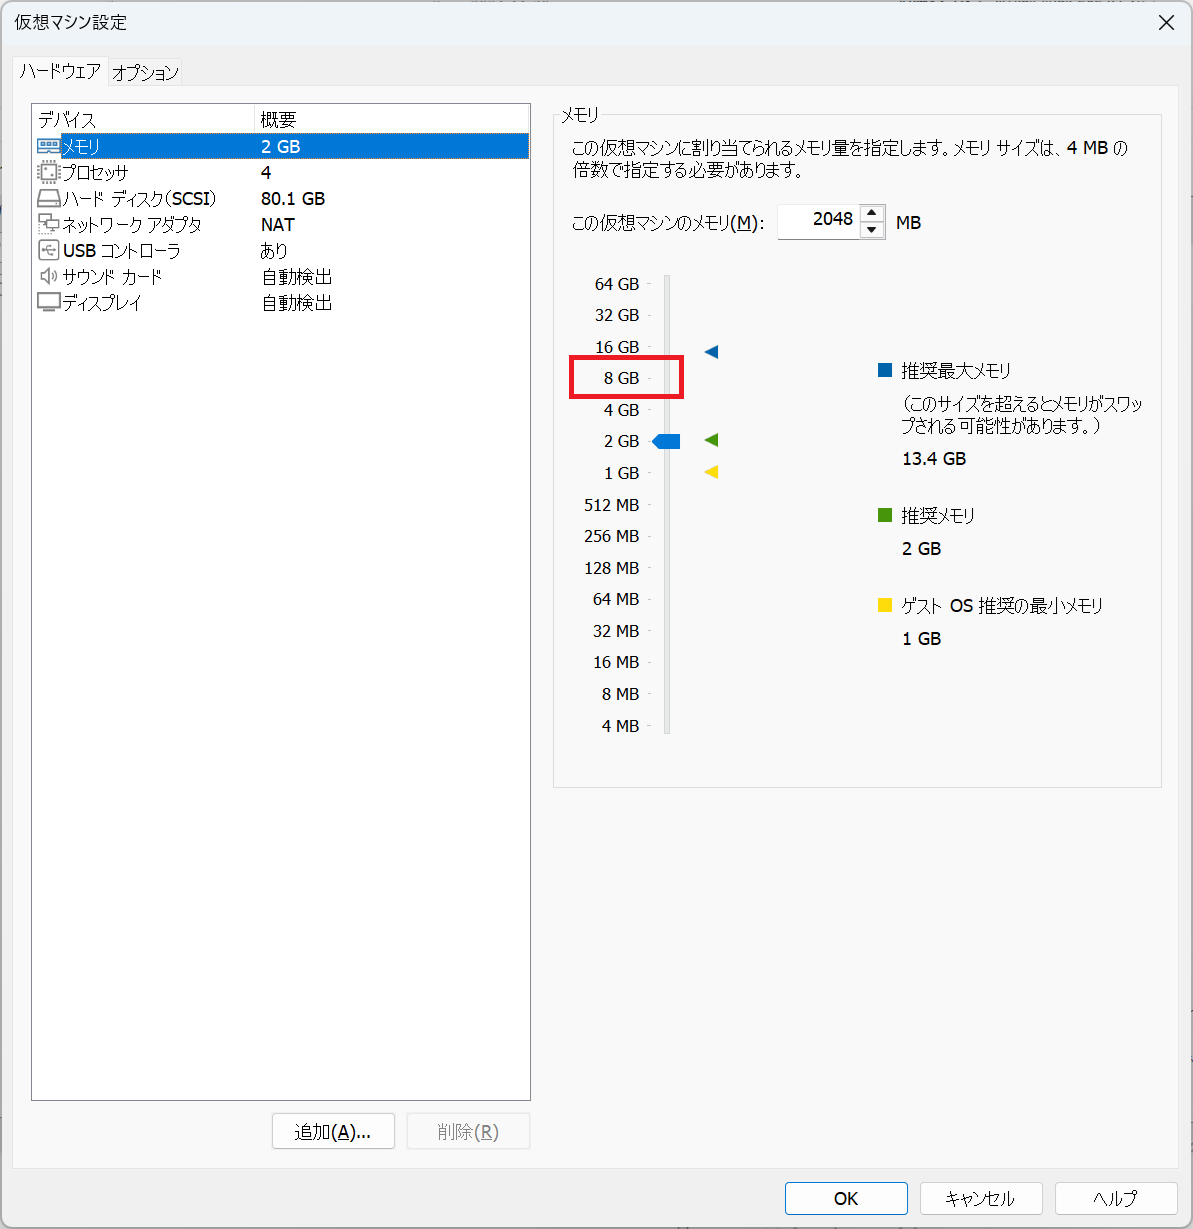 仮想マシン設定
ハードウェア オプション
デバイス 概要
メモリ 2 GB
プロセッサ 4
ハード ディスク(SCSI) 80.1 GB
ネットワーク アダプタ NAT
USB コントローラ あり
サウンド カード 自動検出
ディスプレイ 自動検出
追加(A)... 削除(R)
メモリ
この仮想マシンに割り当てられるメモリ量を指定します。メモリ サイズは、4 MB の
倍数で指定する必要があります。
この仮想マシンのメモリ(M): 2048 MB
64 GB
32 GB
16 GB
8 GB
4 GB
2 GB
1 GB
512 MB
256 MB
128 MB
64 MB
32 MB
16 MB
8 MB
4 MB
推奨最大メモリ
(このサイズを超えるとメモリがスワッ
プされる可能性があります。)
13.4 GB
推奨メモリ
2 GB
ゲスト OS 推奨の最小メモリ
1 GB
OK キャンセル ヘルプ